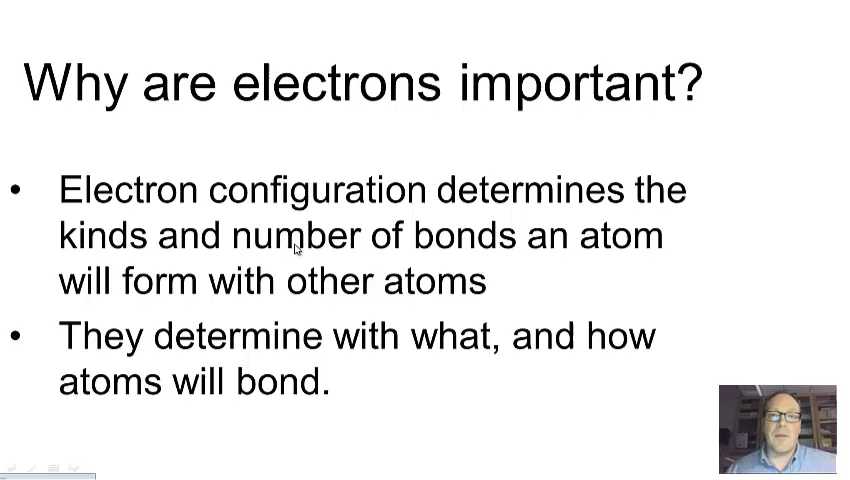 Why are electrons important?
• Electron configuration determines the
kinds and number of bonds an atom
will form with other atoms
• They determine with what, and how
atoms will bond.